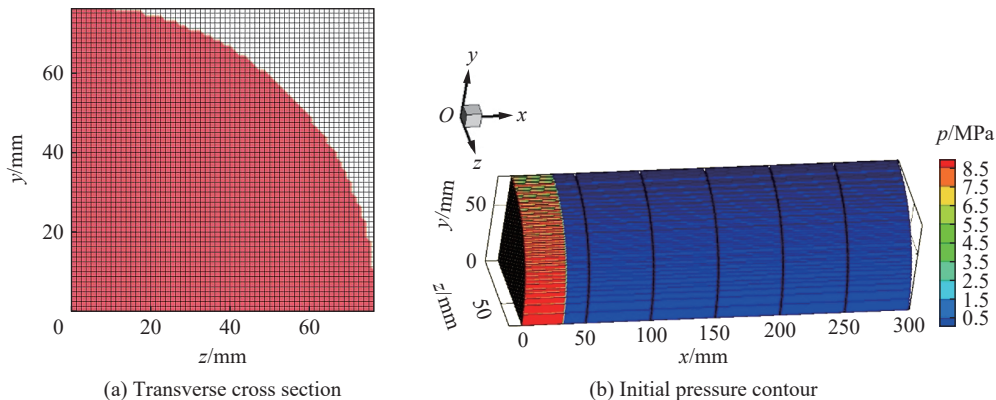 y/mm
60
40
20
0
20
40
60
z/mm
(a) Transverse cross section
y
O
x
z
p/MPa
8.5
7.5
6.5
5.5
4.5
3.5
2.5
1.5
0.5
y/mm
50
0
z/mm
50
0
50
100
150
200
250
300
x/mm
(b) Initial pressure contour